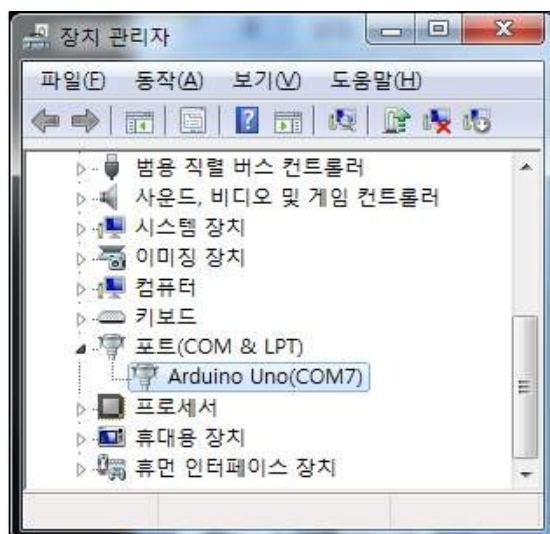 장치 관리자
파일(F) 동작(A) 보기(V) 도움말(H)
범용 직렬 버스 컨트롤러
사운드, 비디오 및 게임 컨트롤러
시스템 장치
이미징 장치
컴퓨터
키보드
포트(COM & LPT)
Arduino Uno(COM7)
프로세서
휴대용 장치
휴먼 인터페이스 장치